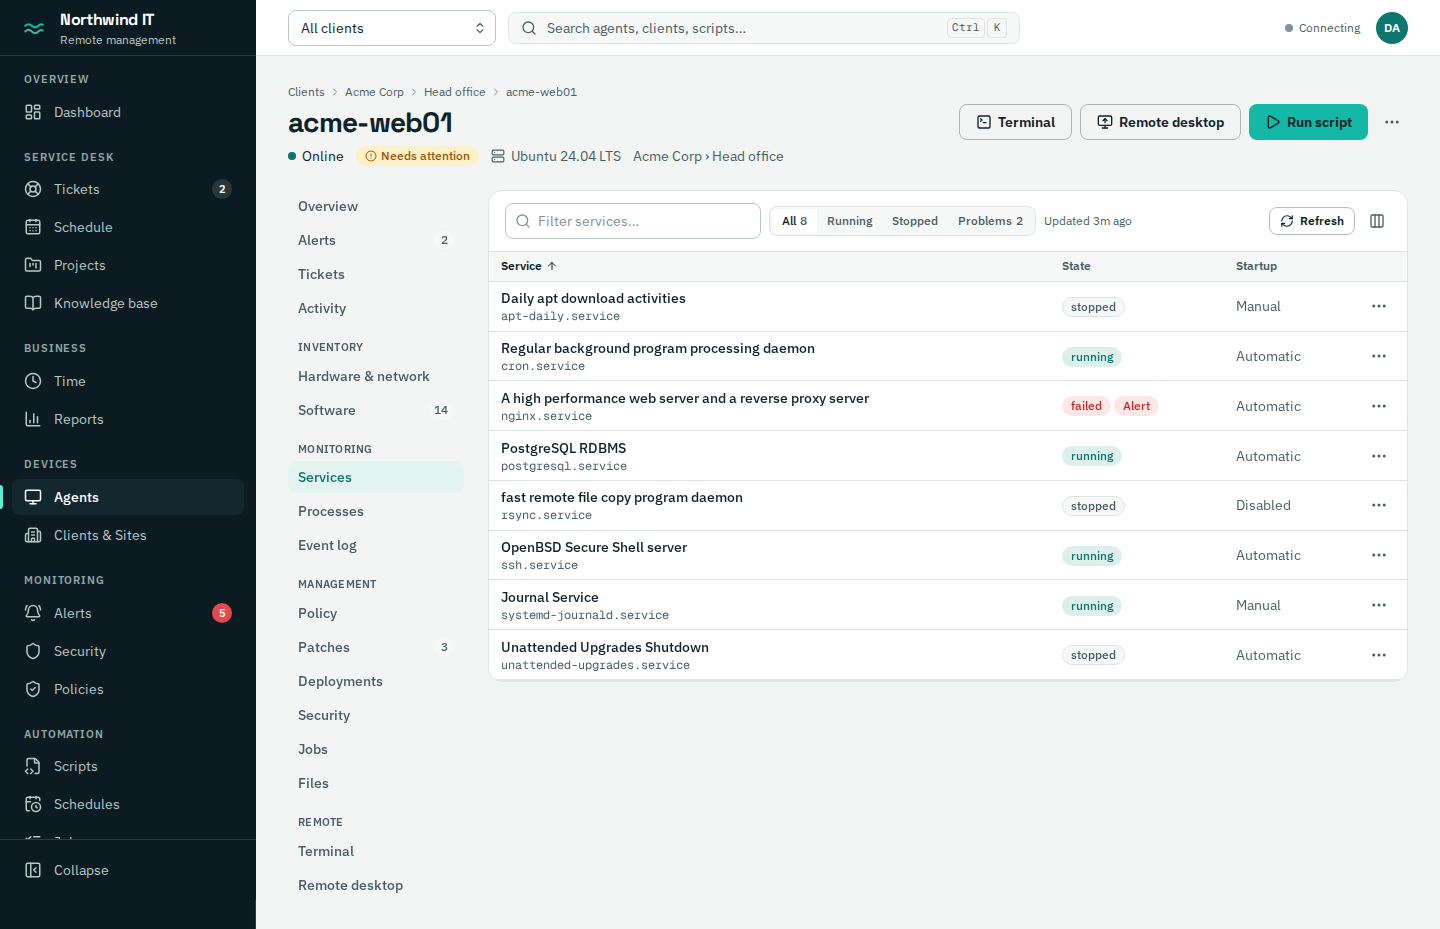 Northwind IT
Remote management
All clients
Search agents, clients, scripts...
Ctrl K
Connecting
DA
OVERVIEW
Dashboard
SERVICE DESK
Tickets 2
Schedule
Projects
Knowledge base
BUSINESS
Time
Reports
DEVICES
Agents
Clients & Sites
MONITORING
Alerts 5
Security
Policies
AUTOMATION
Scripts
Schedules
Collapse
Clients > Acme Corp > Head office > acme-web01
acme-web01
Terminal
Remote desktop
Run script
Online
Needs attention
Ubuntu 24.04 LTS
Acme Corp › Head office
Overview
Alerts 2
Tickets
Activity
INVENTORY
Hardware & network
Software 14
MONITORING
Services
Processes
Event log
MANAGEMENT
Policy
Patches 3
Deployments
Security
Jobs
Files
REMOTE
Terminal
Remote desktop
Filter services...
All 8 Running Stopped Problems 2
Updated 3m ago
Refresh
Service State Startup
Daily apt download activities
apt-daily.service
stopped Manual
Regular background program processing daemon
cron.service
running Automatic
A high performance web server and a reverse proxy server
nginx.service
failed Alert Automatic
PostgreSQL RDBMS
postgresql.service
running Automatic
fast remote file copy program daemon
rsync.service
stopped Disabled
OpenBSD Secure Shell server
ssh.service
running Automatic
Journal Service
systemd-journald.service
running Manual
Unattended Upgrades Shutdown
unattended-upgrades.service
stopped Automatic